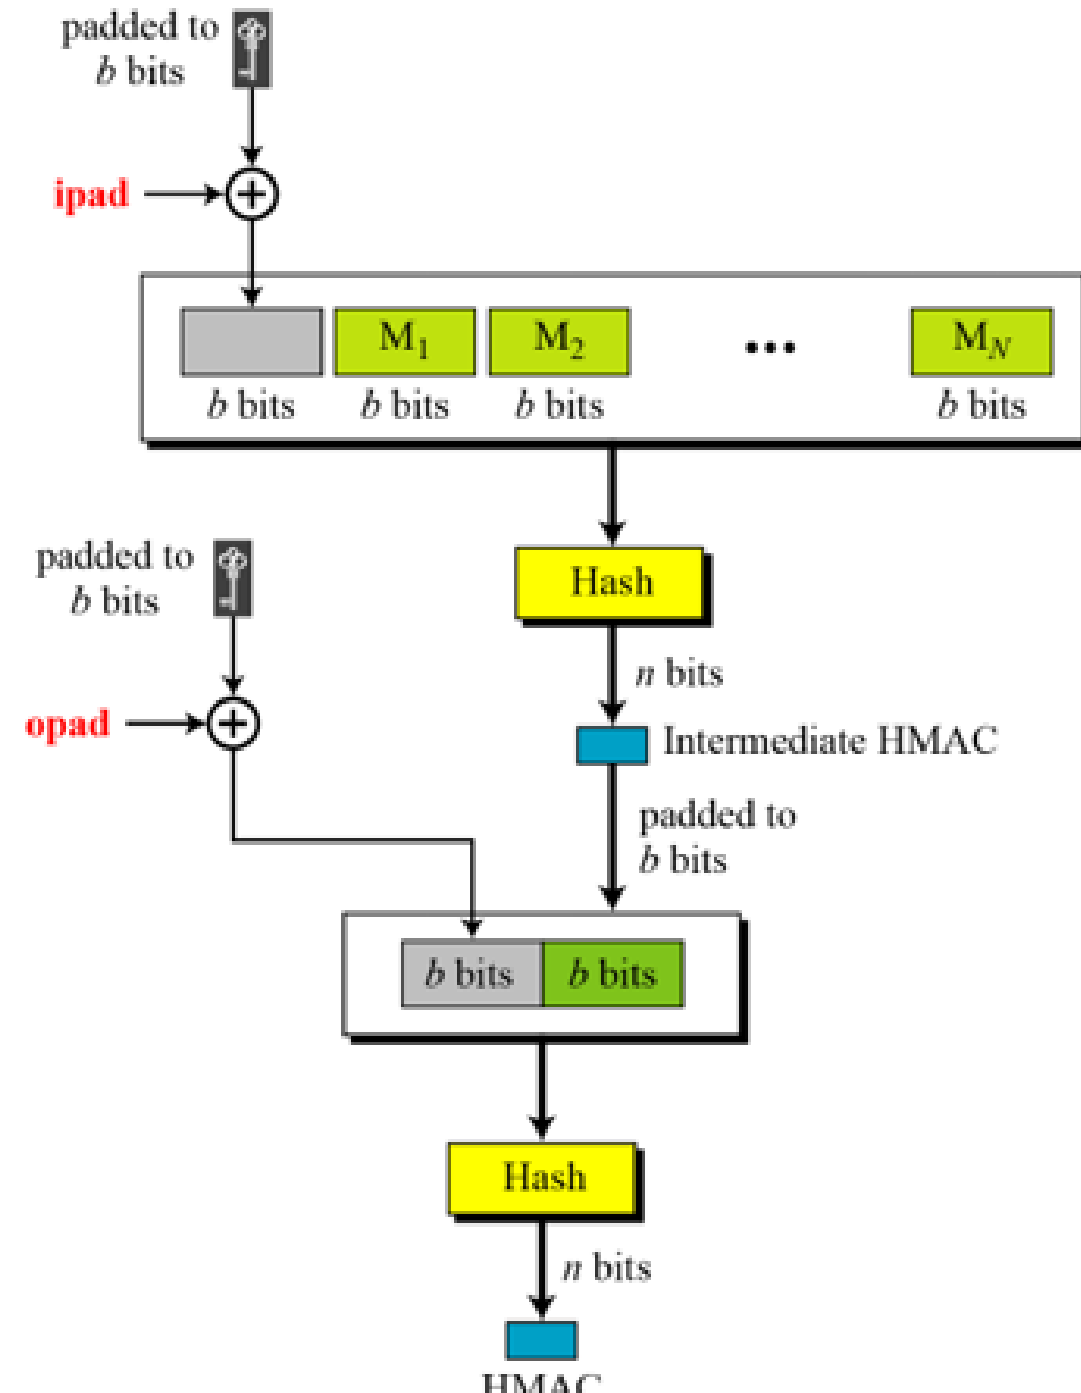 padded to
b bits
ipad
M1 M2 ••• MN
b bits b bits b bits b bits
Hash
padded to
b bits
n bits
opad
Intermediate HMAC
padded to
b bits
b bits b bits
Hash
n bits
HMAC